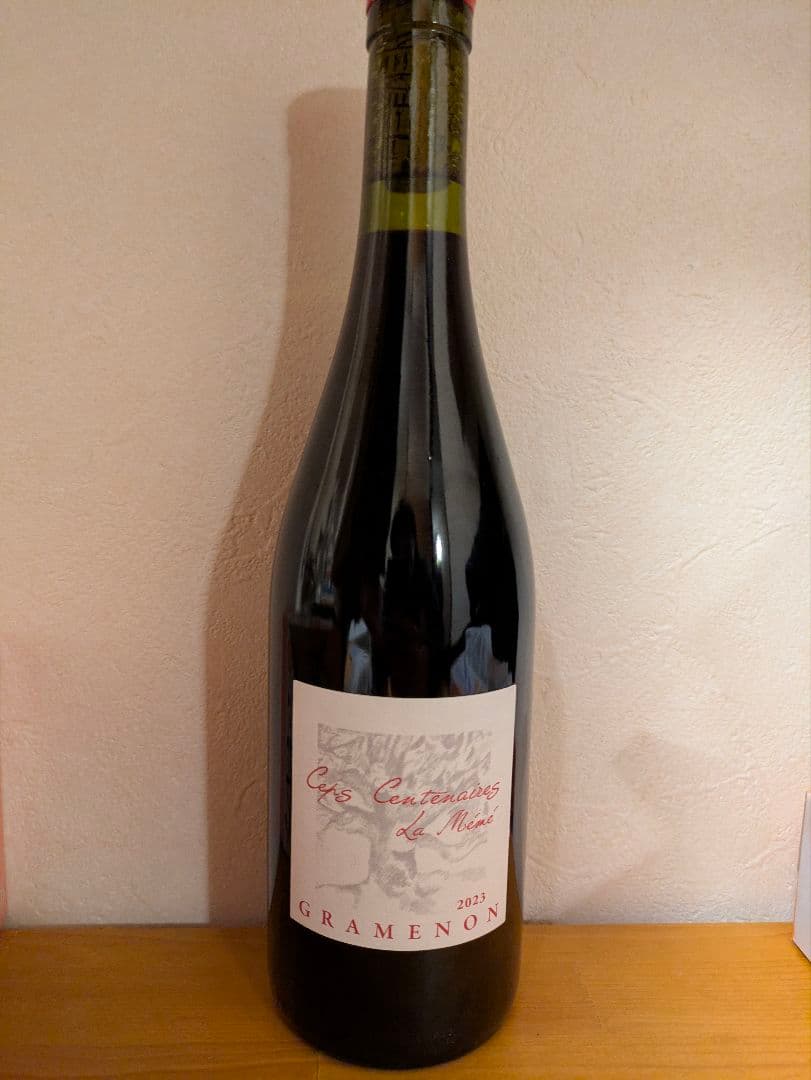 Ceps Centenaires
La Mémé
2023
GRAMENON